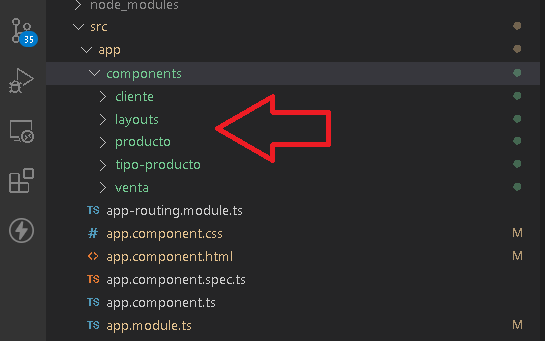 node_modules
src
app
components
cliente
layouts
producto
tipo-producto
venta
TS app-routing.module.ts
# app.component.css M
<> app.component.html M
TS app.component.spec.ts
TS app.component.ts
TS app.module.ts M
35